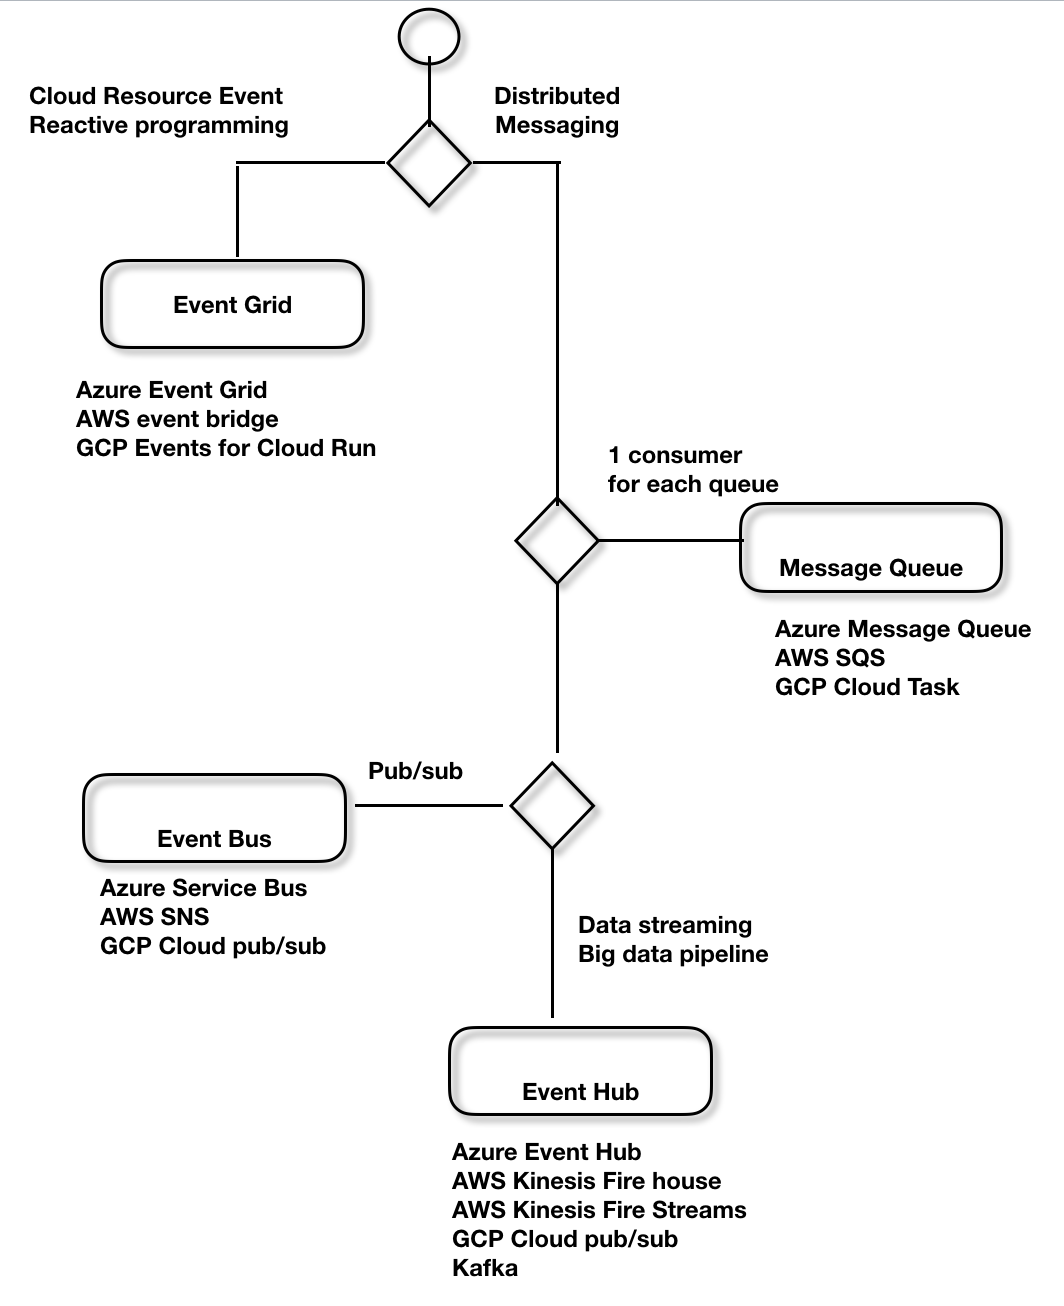 Cloud Resource Event
Reactive programming
Distributed
Messaging
Event Grid
Azure Event Grid
AWS event bridge
GCP Events for Cloud Run
1 consumer
for each queue
Message Queue
Azure Message Queue
AWS SQS
GCP Cloud Task
Pub/sub
Event Bus
Azure Service Bus
AWS SNS
GCP Cloud pub/sub
Data streaming
Big data pipeline
Event Hub
Azure Event Hub
AWS Kinesis Fire house
AWS Kinesis Fire Streams
GCP Cloud pub/sub
Kafka